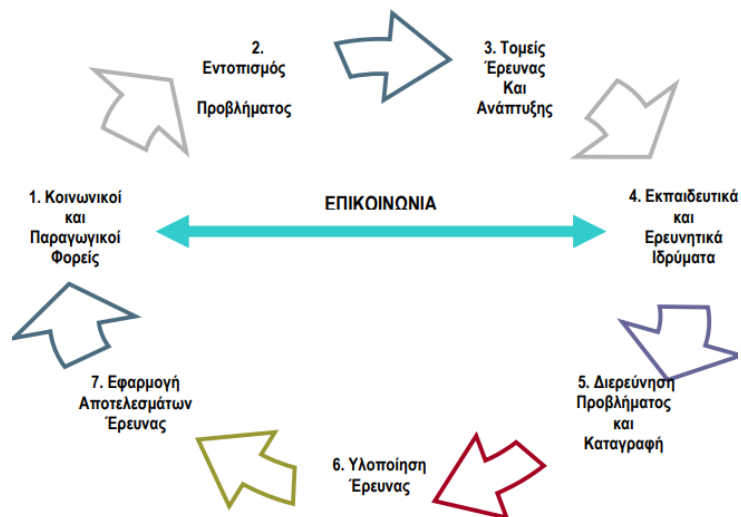 2.
Εντοπισμός
Προβλήματος
3. Τομείς
Έρευνας
Και
Ανάπτυξης
1. Κοινωνικοί
και
Παραγωγικοί
Φορείς
ΕΠΙΚΟΙΝΩΝΙΑ
4. Εκπαιδευτικά
και
Ερευνητικά
Ιδρύματα
5. Διερεύνηση
Προβλήματος
και
Καταγραφή
6. Υλοποίηση
Έρευνας
7. Εφαρμογή
Αποτελεσμάτων
Έρευνας